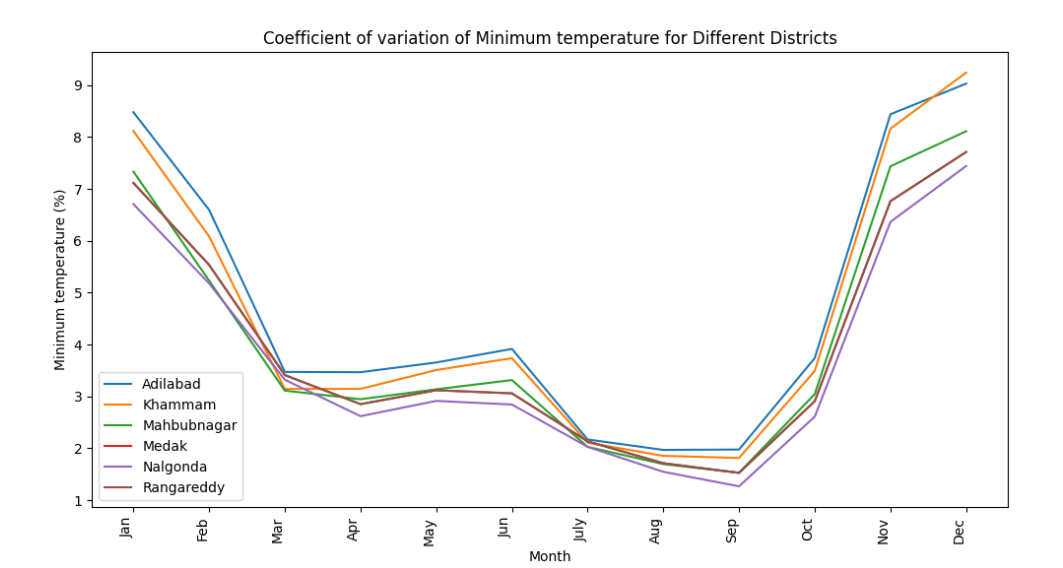 Coefficient of variation of Minimum temperature for Different Districts
Minimum temperature (%)
9
8
7
6
5
4
3
2
1
Adilabad
Khammam
Mahbubnagar
Medak
Nalgonda
Rangareddy
Jan Feb Mar Apr May Jun July Aug Sep Oct Nov Dec
Month